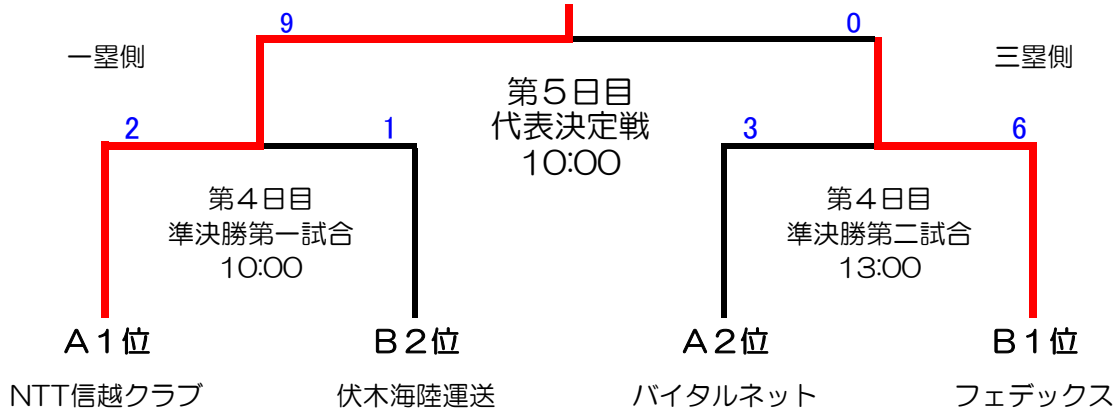 9
0
一塁側
三塁側
第5日目
代表決定戦
10:00
2
1
3
6
第4日目
準決勝第一試合
10:00
第4日目
準決勝第二試合
13:00
A1位
B2位
A2位
B1位
NTT信越クラブ
伏木海陸運送
バイタルネット
フェデックス